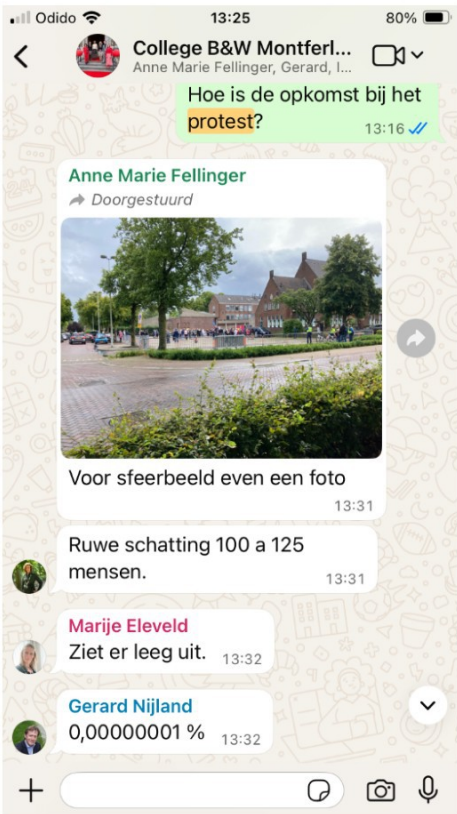 Odido 13:25 80%
College B&W Montferl...
Anne Marie Fellinger, Gerard, I...
Hoe is de opkomst bij het
protest?
13:16
Anne Marie Fellinger
Doorgestuurd
Voor sfeerbeeld even een foto
13:31
Ruwe schatting 100 a 125
mensen.
13:31
Marije Eleveld
Ziet er leeg uit. 13:32
Gerard Nijland
0,00000001 % 13:32